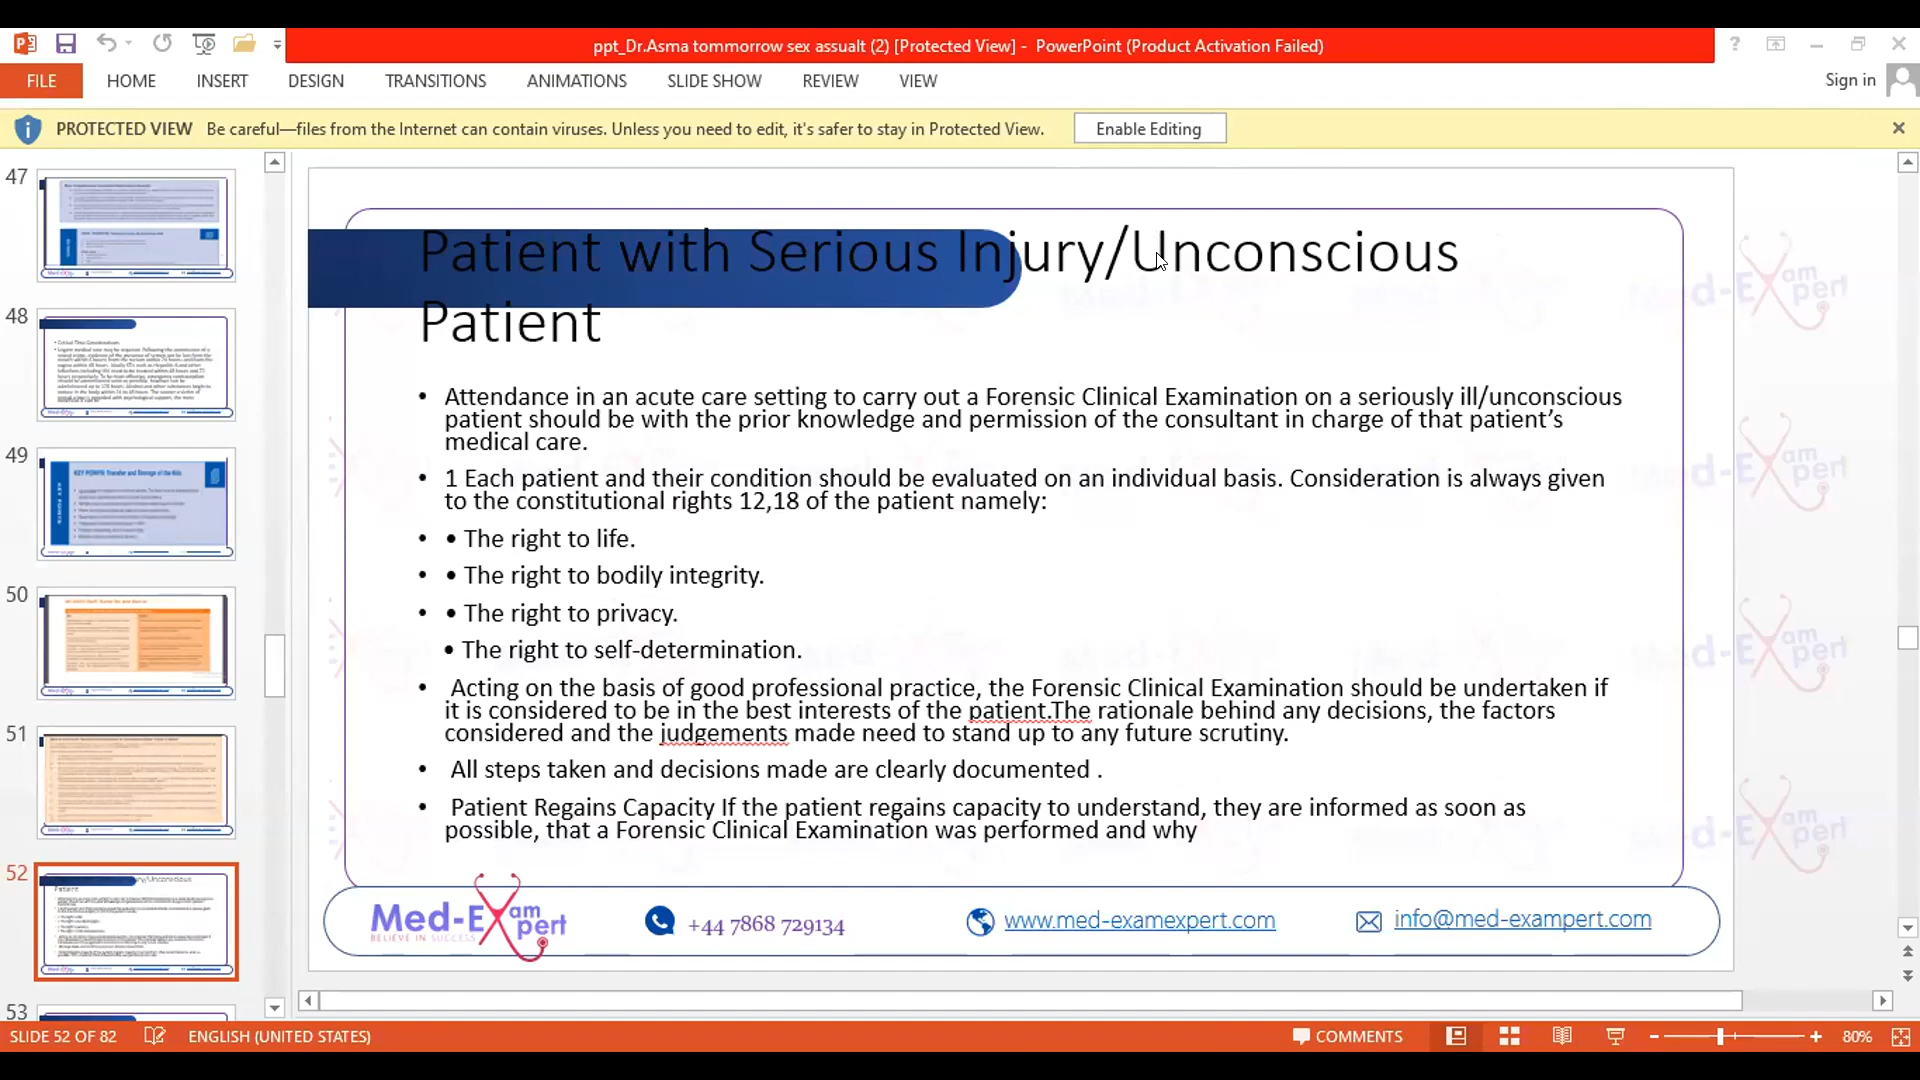 ppt_Dr.Asma tommorrow sex assualt (2) [Protected View] - PowerPoint (Product Activation Failed)
FILE HOME INSERT DESIGN TRANSITIONS ANIMATIONS SLIDE SHOW REVIEW VIEW
Sign in
PROTECTED VIEW Be careful—files from the Internet can contain viruses. Unless you need to edit, it's safer to stay in Protected View. Enable Editing
47
48
49
KEY POINTS: Transfer and Storage of the Kits
50
51
52
53
Patient with Serious Injury/Unconscious
Patient
• Attendance in an acute care setting to carry out a Forensic Clinical Examination on a seriously ill/unconscious
patient should be with the prior knowledge and permission of the consultant in charge of that patient’s
medical care.
• 1 Each patient and their condition should be evaluated on an individual basis. Consideration is always given
to the constitutional rights 12,18 of the patient namely:
• • The right to life.
• • The right to bodily integrity.
• • The right to privacy.
• The right to self-determination.
• Acting on the basis of good professional practice, the Forensic Clinical Examination should be undertaken if
it is considered to be in the best interests of the patient.The rationale behind any decisions, the factors
considered and the judgements made need to stand up to any future scrutiny.
• All steps taken and decisions made are clearly documented .
• Patient Regains Capacity If the patient regains capacity to understand, they are informed as soon as
possible, that a Forensic Clinical Examination was performed and why
Med-Exam Expert
BELIEVE IN SUCCESS
+44 7868 729134
www.med-examexpert.com
info@med-exampert.com
SLIDE 52 OF 82 ENGLISH (UNITED STATES) COMMENTS 80%